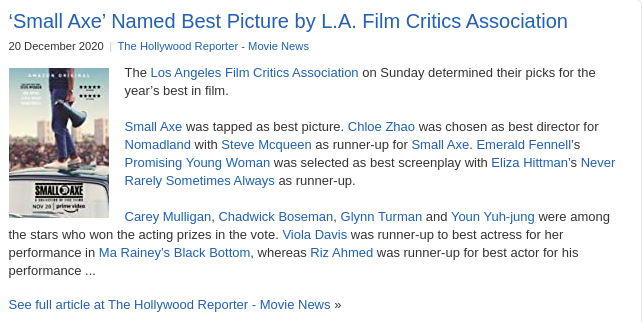 ‘Small Axe’ Named Best Picture by L.A. Film Critics Association
20 December 2020 | The Hollywood Reporter - Movie News
AMAZON ORIGINAL
The Los Angeles Film Critics Association on Sunday determined their picks for the
year’s best in film.
Small Axe was tapped as best picture. Chloe Zhao was chosen as best director for
Nomadland with Steve Mcqueen as runner-up for Small Axe. Emerald Fennell’s
Promising Young Woman was selected as best screenplay with Eliza Hittman’s Never
Rarely Sometimes Always as runner-up.
SMALL AXE
NOV 20 | prime video
Carey Mulligan, Chadwick Boseman, Glynn Turman and Youn Yuh-jung were among
the stars who won the acting prizes in the vote. Viola Davis was runner-up to best actress for her
performance in Ma Rainey’s Black Bottom, whereas Riz Ahmed was runner-up for best actor for his
performance ...
See full article at The Hollywood Reporter - Movie News »